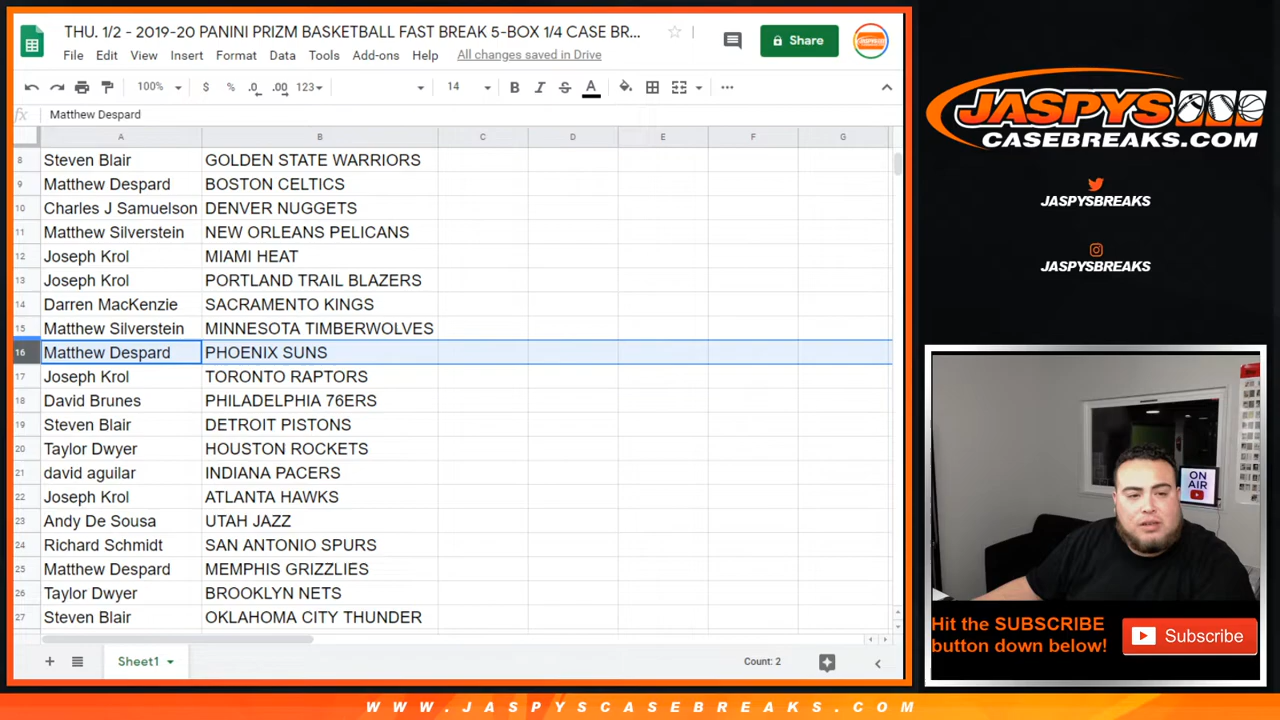 THU. 1/2 - 2019-20 PANINI PRIZM BASKETBALL FAST BREAK 5-BOX 1/4 CASE BR...
File Edit View Insert Format Data Tools Add-ons Help All changes saved in Drive
Share
100% $ % .0 .00 123 14 B I S A
fx Matthew Despard
A B C D E F G
8 Steven Blair GOLDEN STATE WARRIORS
9 Matthew Despard BOSTON CELTICS
10 Charles J Samuelson DENVER NUGGETS
11 Matthew Silverstein NEW ORLEANS PELICANS
12 Joseph Krol MIAMI HEAT
13 Joseph Krol PORTLAND TRAIL BLAZERS
14 Darren MacKenzie SACRAMENTO KINGS
15 Matthew Silverstein MINNESOTA TIMBERWOLVES
16 Matthew Despard PHOENIX SUNS
17 Joseph Krol TORONTO RAPTORS
18 David Brunes PHILADELPHIA 76ERS
19 Steven Blair DETROIT PISTONS
20 Taylor Dwyer HOUSTON ROCKETS
21 david aguilar INDIANA PACERS
22 Joseph Krol ATLANTA HAWKS
23 Andy De Sousa UTAH JAZZ
24 Richard Schmidt SAN ANTONIO SPURS
25 Matthew Despard MEMPHIS GRIZZLIES
26 Taylor Dwyer BROOKLYN NETS
27 Steven Blair OKLAHOMA CITY THUNDER
Sheet1
Count: 2
JASPYS
CASEBREAKS.COM
JASPYSBREAKS
JASPYSBREAKS
ON
AIR
Hit the SUBSCRIBE
button down below!
Subscribe
WWW.JASPYSCASEBREAKS.COM